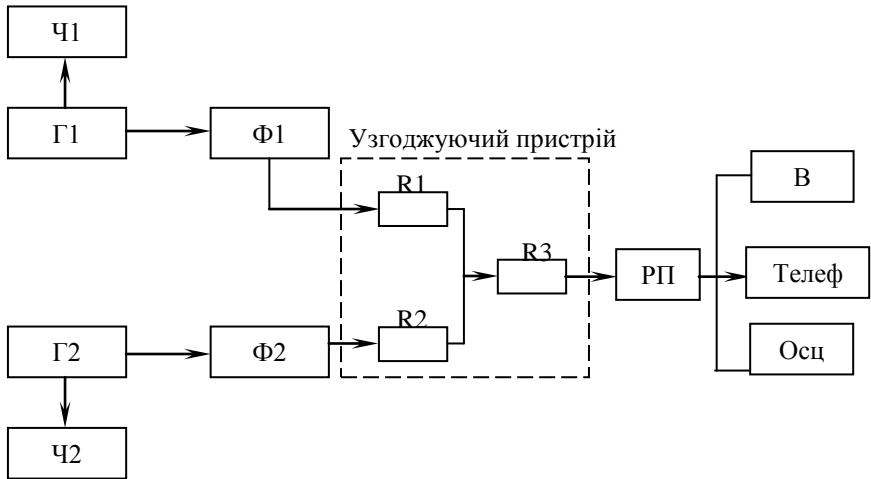 Ч1
Г1
Ф1
Узгоджуючий пристрій
R1
R3
R2
РП
В
Телеф
Осц
Г2
Ф2
Ч2